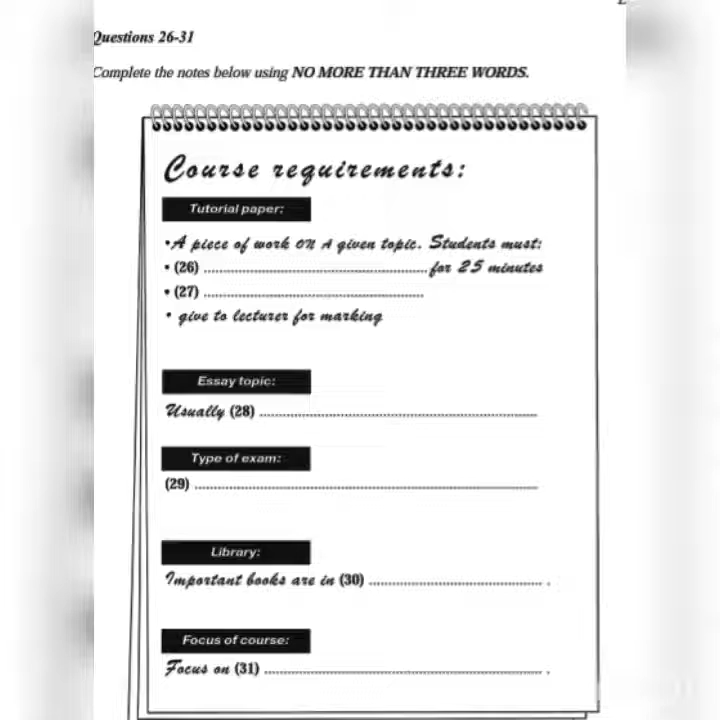 Questions 26-31
Complete the notes below using NO MORE THAN THREE WORDS.
Course requirements:
Tutorial paper:
•A piece of work on a given topic. Students must:
• (26) ........................................ for 25 minutes
• (27) ........................................
• give to lecturer for marking
Essay topic:
Usually (28) ........................................
Type of exam:
(29) ........................................
Library:
Important books are in (30) ........................................ .
Focus of course:
Focus on (31) ........................................ .